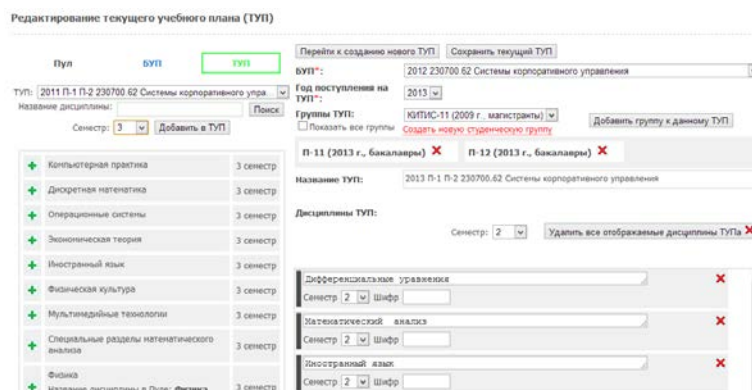 Редактирование текущего учебного плана (ТУП)
Пул БУП ТУП
ТУП: 2011 П-1 П-2 230700.62 Системы корпоративного упра...
Название дисциплины: Поиск
Семестр: 3 Добавить в ТУП
Компьютерная практика 3 семестр
Дискретная математика 3 семестр
Операционные системы 3 семестр
Экономическая теория 3 семестр
Иностранный язык 3 семестр
Физическая культура 3 семестр
Мультимедийные технологии 3 семестр
Специальные разделы математического
анализа 3 семестр
Физика
Название дисциплины в Пуле: Физика 3 семестр
Перейти к созданию нового ТУП Сохранить текущий ТУП
БУП*: 2012 230700.62 Системы корпоративного управления
Год поступления на
ТУП*: 2013
Группы ТУП: КИТИС-11 (2009 г., магистранты) Добавить группу к данному ТУП
Показать все группы Создать новую студенческую группу
П-11 (2013 г., бакалавры) П-12 (2013 г., бакалавры)
Название ТУП: 2013 П-1 П-2 230700.62 Системы корпоративного управления
Дисциплины ТУП:
Семестр: 2 Удалить все отображаемые дисциплины ТУПа
Дифференциальные уравнения
Семестр 2 Шифр
Математический анализ
Семестр 2 Шифр
Иностранный язык
Семестр 2 Шифр